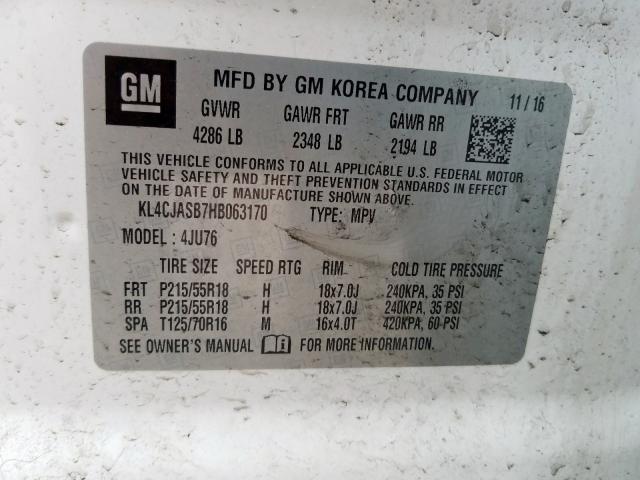 GM MFD BY GM KOREA COMPANY 11/16
GVWR GAWR FRT GAWR RR
4286 LB 2348 LB 2194 LB
THIS VEHICLE CONFORMS TO ALL APPLICABLE U.S. FEDERAL MOTOR
VEHICLE SAFETY AND THEFT PREVENTION STANDARDS IN EFFECT
ON THE DATE OF MANUFACTURE SHOWN ABOVE.
KL4CJASB7HB063170 TYPE: MPV
MODEL : 4JU76
TIRE SIZE SPEED RTG RIM COLD TIRE PRESSURE
FRT P215/55R18 H 18x7.0J 240KPA, 35 PSI
RR P215/55R18 H 18x7.0J 240KPA, 35 PSI
SPA T125/70R16 M 16x4.0T 420KPA, 60 PSI
SEE OWNER'S MANUAL FOR MORE INFORMATION.